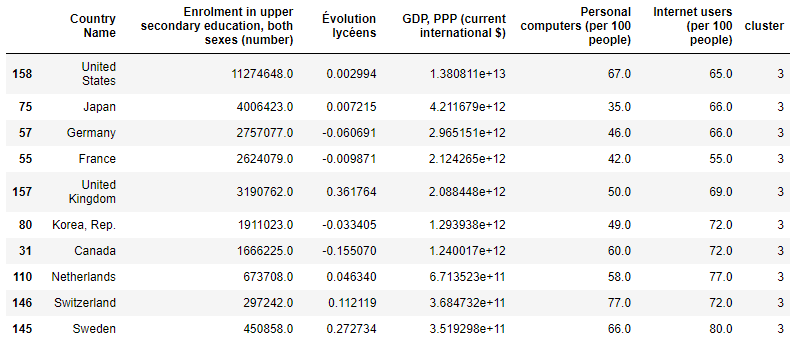 Country Name Enrolment in upper secondary education, both sexes (number) Évolution lycéens GDP, PPP (current international $) Personal computers (per 100 people) Internet users (per 100 people) cluster
158 United States 11274648.0 0.002994 1.380811e+13 67.0 65.0 3
75 Japan 4006423.0 0.007215 4.211679e+12 35.0 66.0 3
57 Germany 2757077.0 -0.060691 2.965151e+12 46.0 66.0 3
55 France 2624079.0 -0.009871 2.124265e+12 42.0 55.0 3
157 United Kingdom 3190762.0 0.361764 2.088448e+12 50.0 69.0 3
80 Korea, Rep. 1911023.0 -0.033405 1.293938e+12 49.0 72.0 3
31 Canada 1666225.0 -0.155070 1.240017e+12 60.0 72.0 3
110 Netherlands 673708.0 0.046340 6.713523e+11 58.0 77.0 3
146 Switzerland 297242.0 0.112119 3.684732e+11 77.0 72.0 3
145 Sweden 450858.0 0.272734 3.519298e+11 66.0 80.0 3